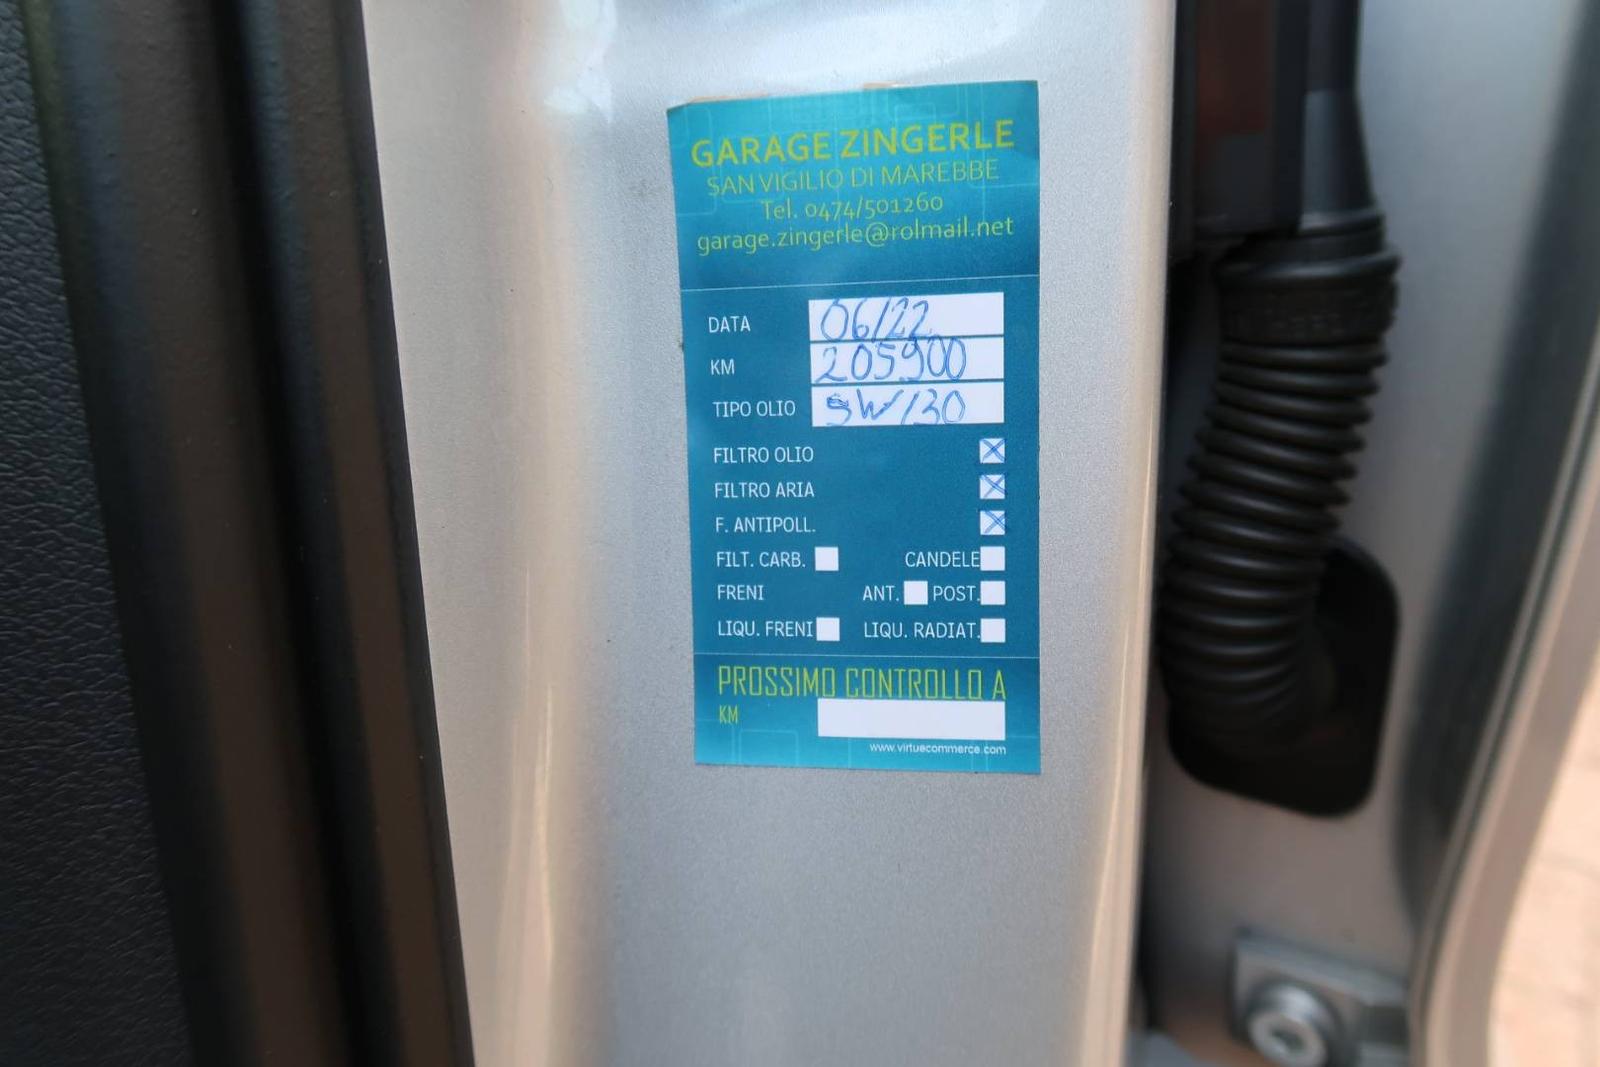 GARAGE ZINGERLE
SAN VIGILIO DI MAREBBE
Tel. 0474/501260
garage.zingerle@rolmail.net
DATA 06/22
KM 205900
TIPO OLIO 5W/30
FILTRO OLIO
FILTRO ARIA
F. ANTIPOLL.
FILT. CARB. CANDELE
FRENI ANT. POST.
LIQU. FRENI LIQU. RADIAT.
PROSSIMO CONTROLLO A
KM
www.virtuecommerce.com